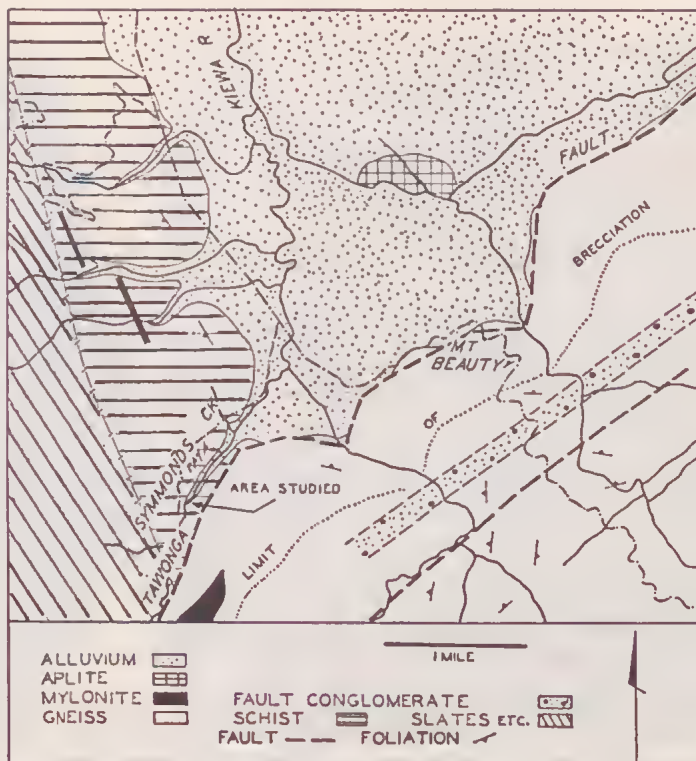 KIEWA R
FAULT
BRECCIATION
MT
BEAUTY
OF
SYMMONDS CK
AREA STUDIED
TAWONGA
LIMIT
ALLUVIUM
APLITE
MYLONITE
GNEISS
1 MILE
FAULT CONGLOMERATE
SCHIST SLATES ETC.
FAULT FOLIATION